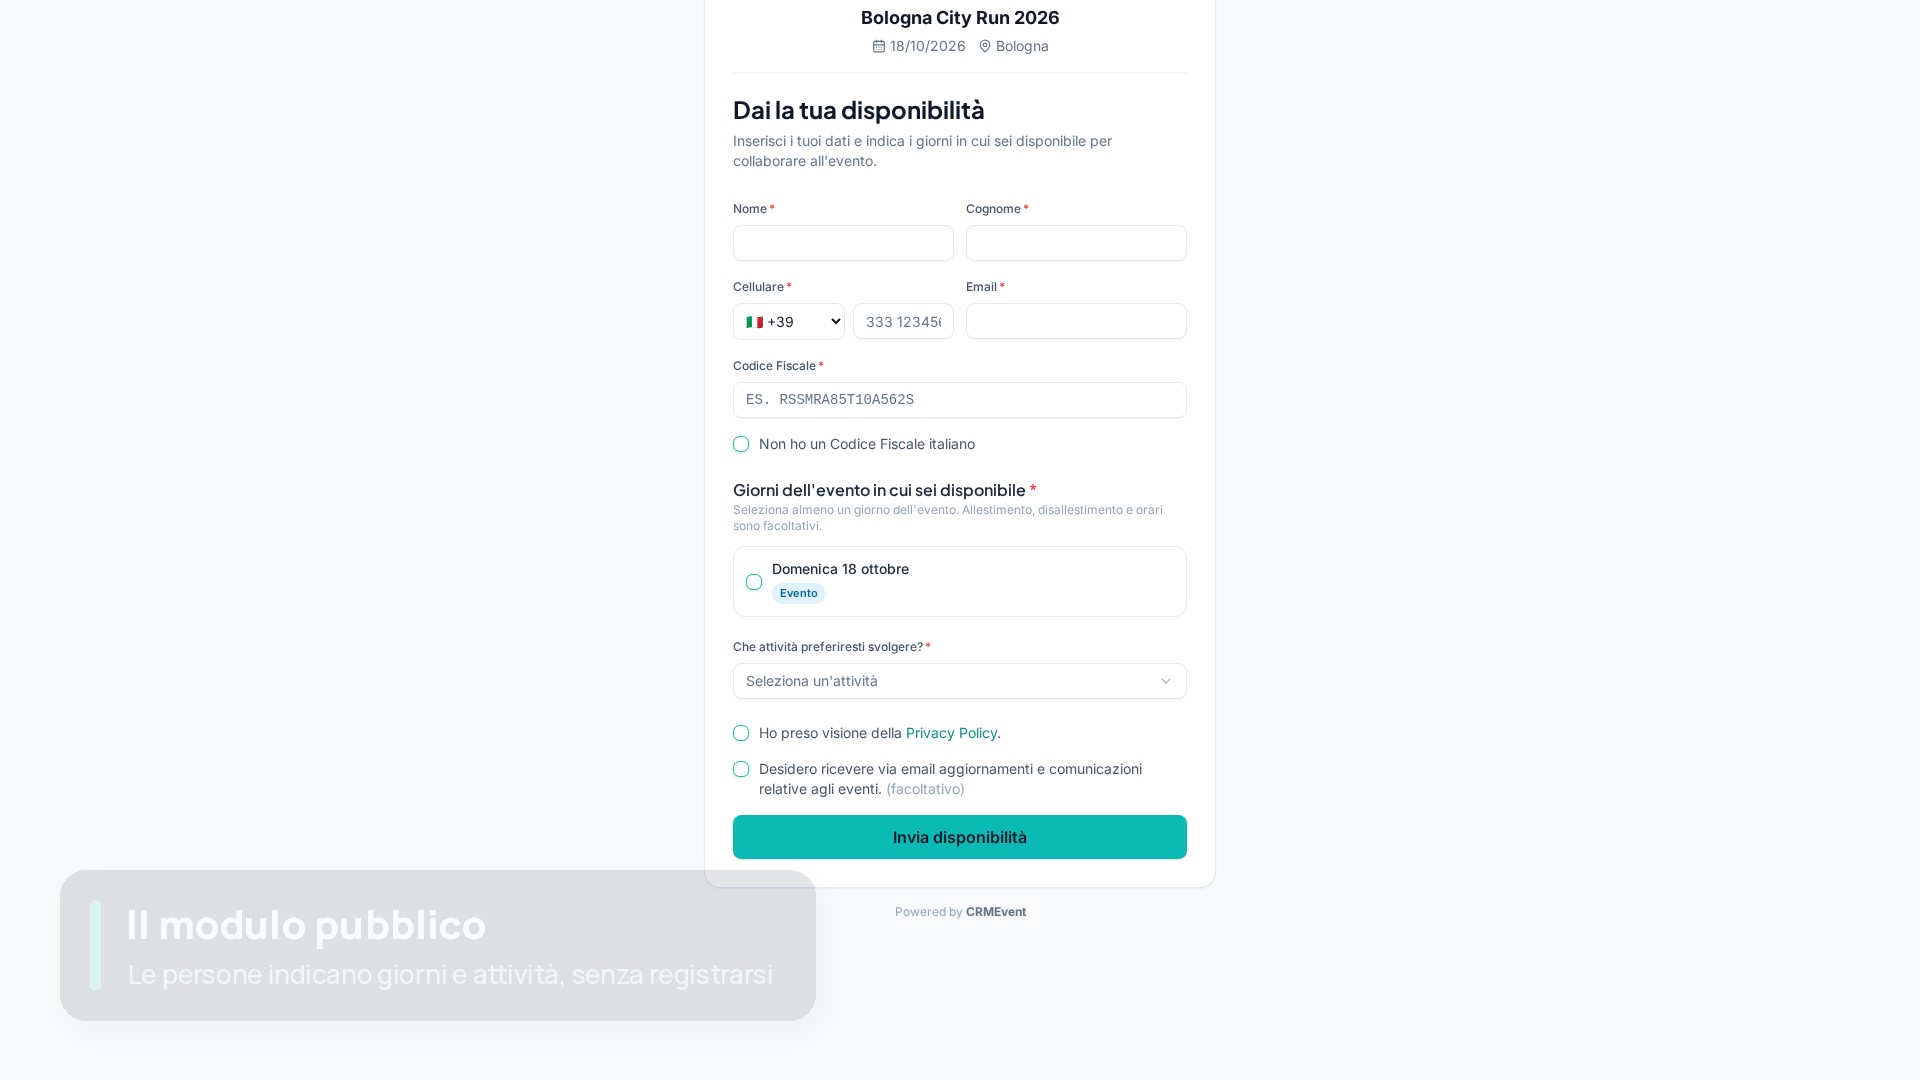 Bologna City Run 2026
18/10/2026 Bologna
Dai la tua disponibilità
Inserisci i tuoi dati e indica i giorni in cui sei disponibile per
collaborare all'evento.
Nome * Cognome *
Cellulare * Email *
+39 333 123456
Codice Fiscale *
ES. RSSMRA85T10A562S
Non ho un Codice Fiscale italiano
Giorni dell'evento in cui sei disponibile *
Seleziona almeno un giorno dell'evento. Allestimento, disallestimento e orari
sono facoltativi.
Domenica 18 ottobre
Evento
Che attività preferiresti svolgere? *
Seleziona un'attività
Ho preso visione della Privacy Policy.
Desidero ricevere via email aggiornamenti e comunicazioni
relative agli eventi. (facoltativo)
Invia disponibilità
Powered by CRMEvent
Il modulo pubblico
Le persone indicano giorni e attività, senza registrarsi